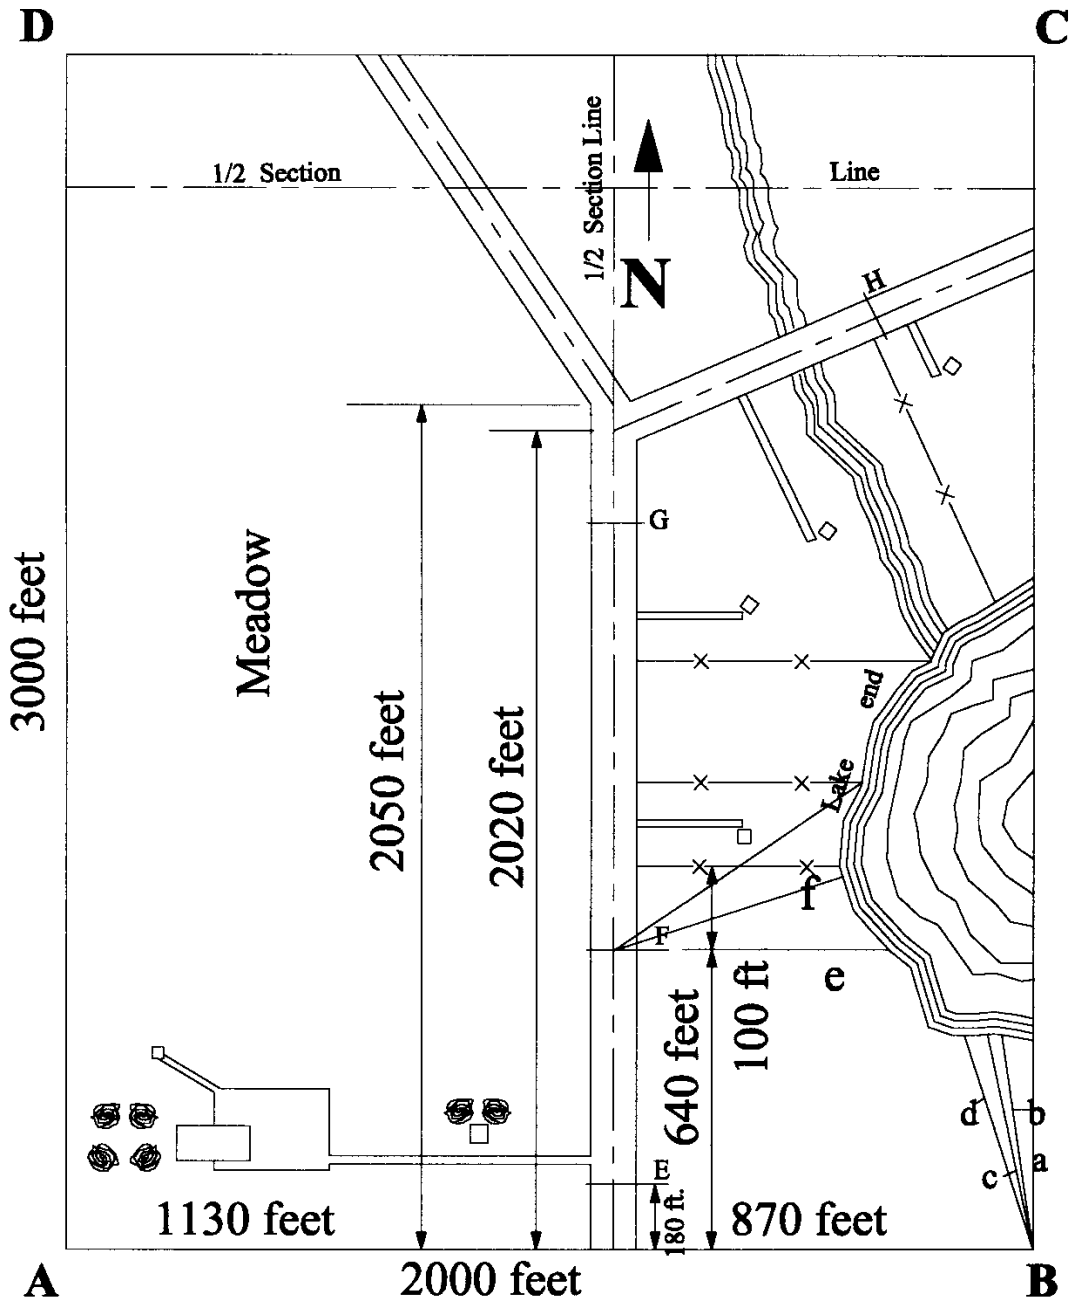 D
C
1/2 Section
1/2 Section Line
Line
N
H
G
3000 feet
Meadow
2050 feet
2020 feet
end
Lake
f
F
e
640 feet
100 ft
d
b
a
c
E
180 ft.
1130 feet
870 feet
A
2000 feet
B